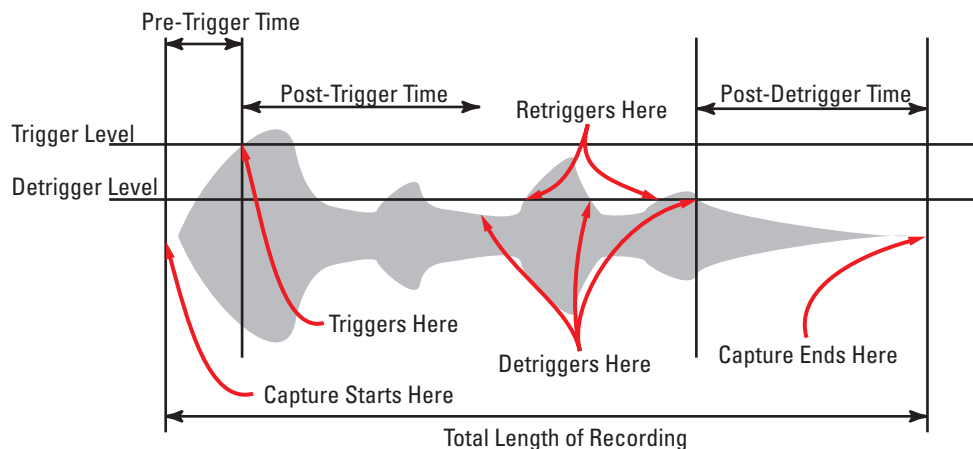 Pre-Trigger Time
Post-Trigger Time
Post-Detrigger Time
Retriggers Here
Trigger Level
Detrigger Level
Triggers Here
Detriggers Here
Capture Ends Here
Capture Starts Here
Total Length of Recording